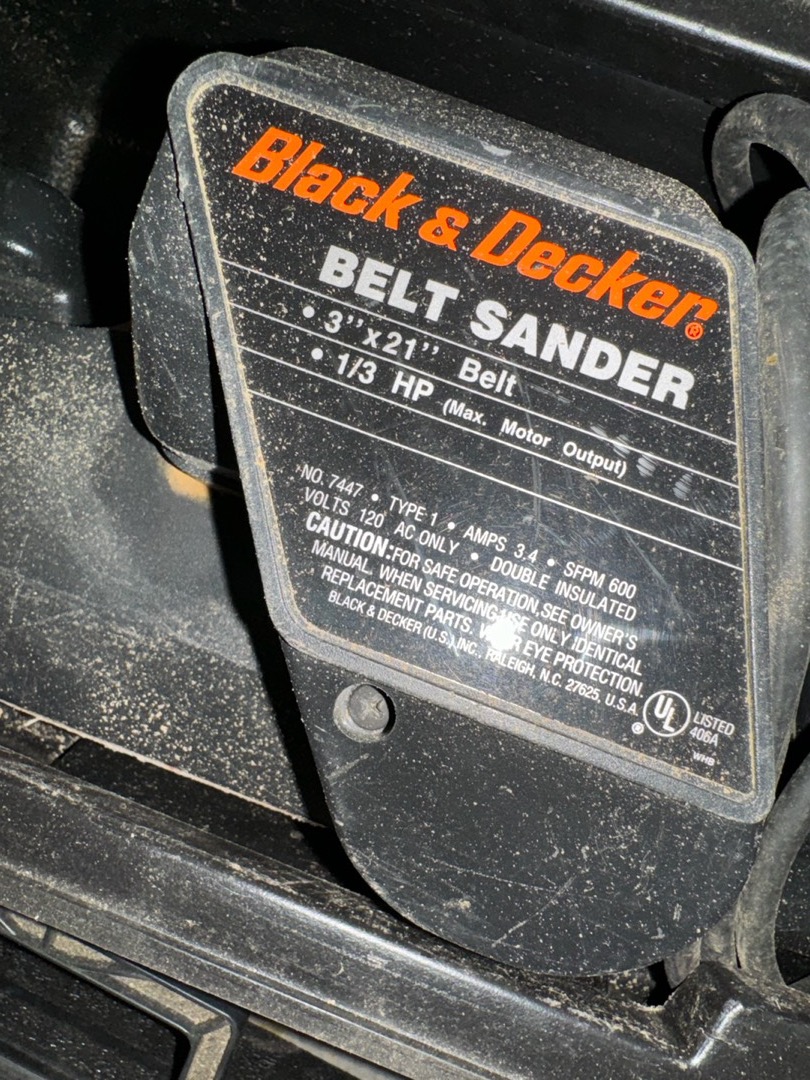 Black & Decker®
BELT SANDER
• 3''x21'' Belt
• 1/3 HP (Max. Motor Output)
NO. 7447 • TYPE 1 • AMPS 3.4 • SFPM 600
VOLTS 120 AC ONLY • DOUBLE INSULATED
CAUTION: FOR SAFE OPERATION, SEE OWNER'S
MANUAL. WHEN SERVICING USE ONLY IDENTICAL
REPLACEMENT PARTS. WEAR EYE PROTECTION.
BLACK & DECKER (U.S.) INC., RALEIGH, N.C. 27625, U.S.A.
UL® LISTED
406A
WHB